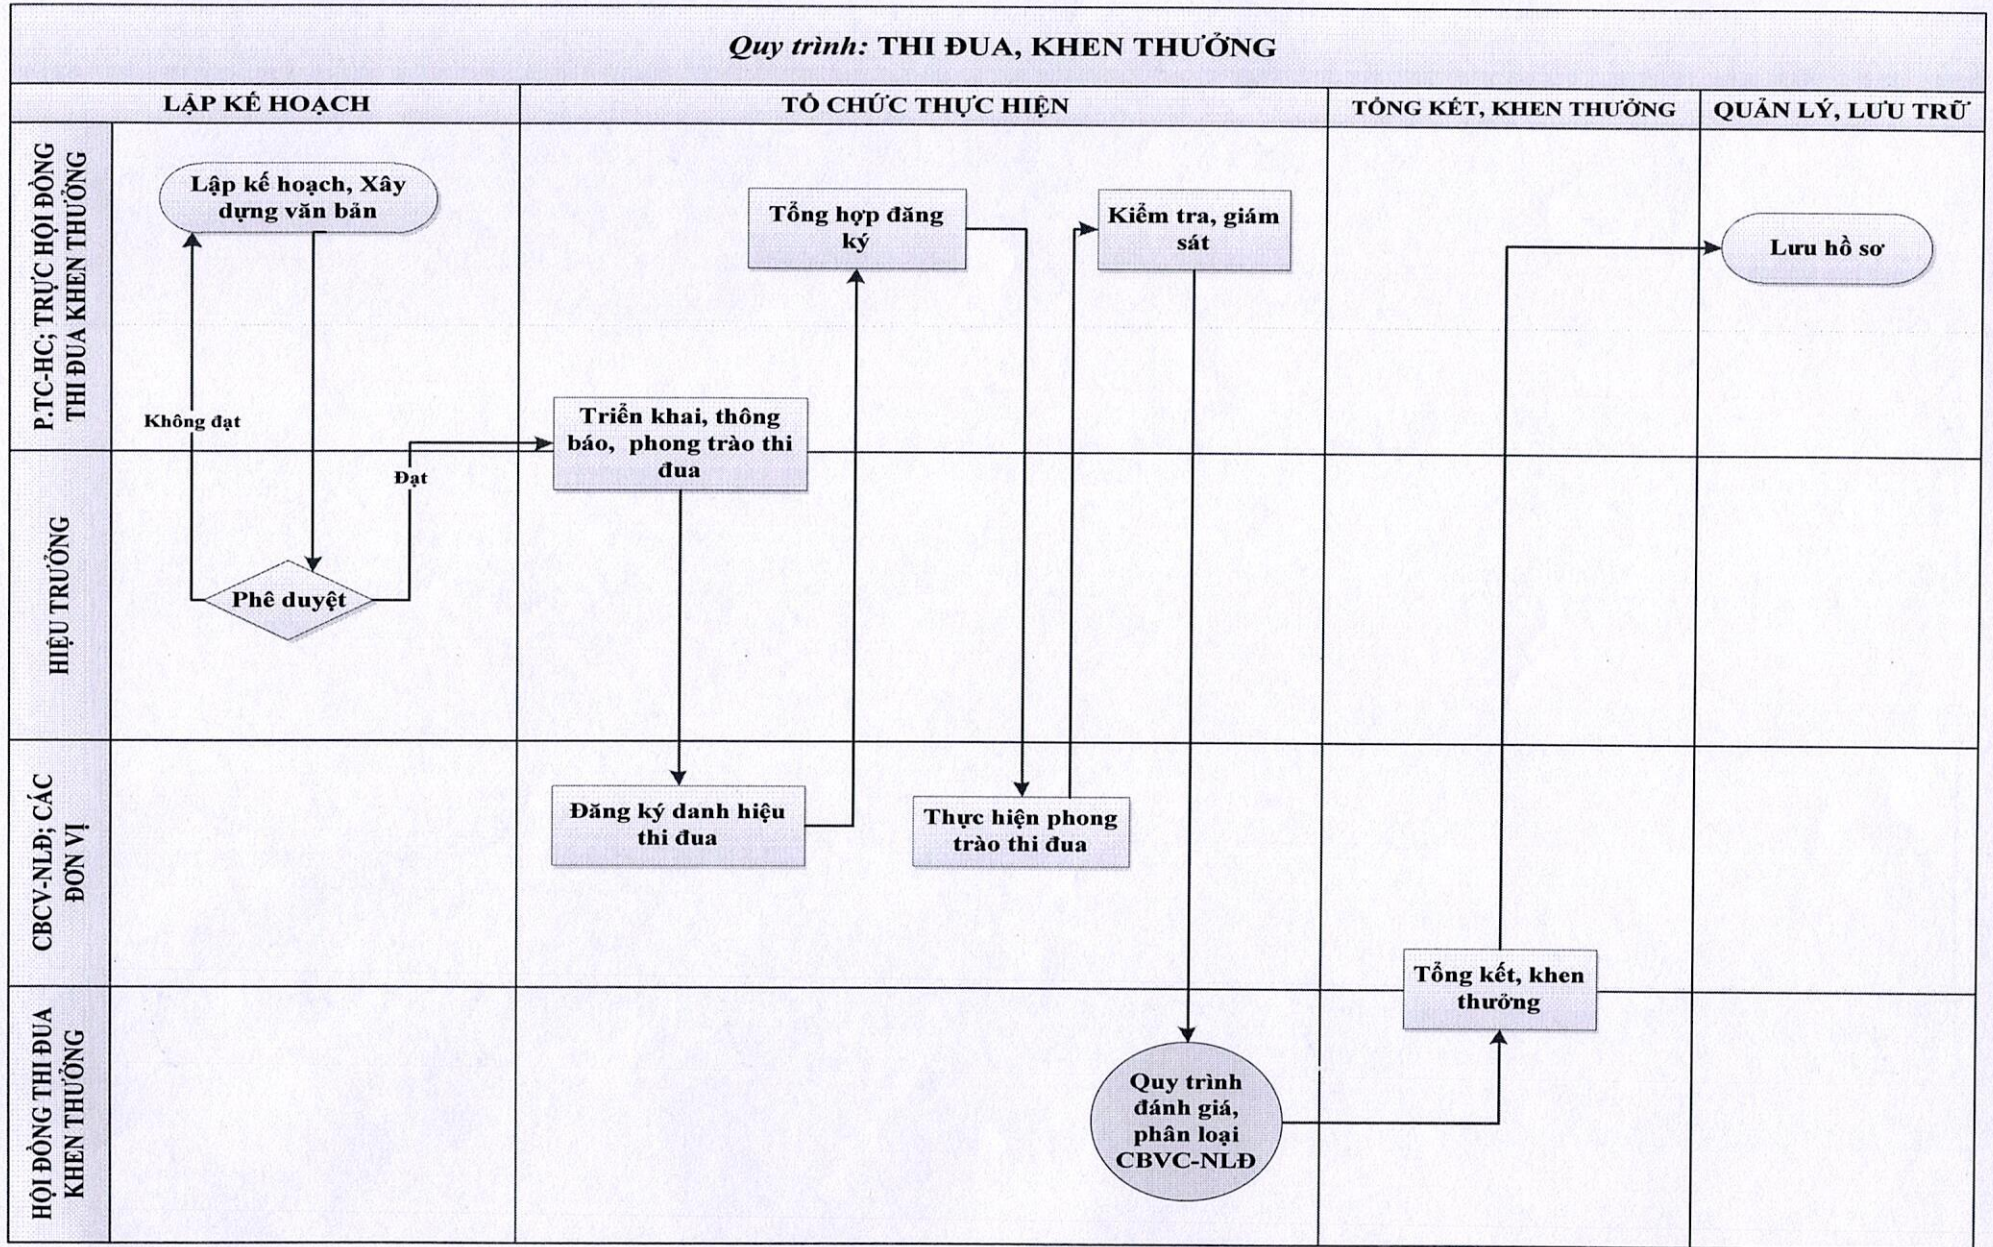 Quy trình: THI ĐUA, KHEN THƯỞNG
LẬP KẾ HOẠCH
TỔ CHỨC THỰC HIỆN
TỔNG KẾT, KHEN THƯỞNG
QUẢN LÝ, LƯU TRỮ
P.TC-HC; TRỰC HỘI ĐỒNG
THI ĐUA KHEN THƯỞNG
Lập kế hoạch, Xây
dựng văn bản
Tổng hợp đăng
ký
Kiểm tra, giám
sát
Lưu hồ sơ
Không đạt
Triển khai, thông
báo, phong trào thi
đua
Đạt
HIỆU TRƯỞNG
Phê duyệt
CBCV-NLĐ; CÁC
ĐƠN VỊ
Đăng ký danh hiệu
thi đua
Thực hiện phong
trào thi đua
Tổng kết, khen
thưởng
HỘI ĐỒNG THI ĐUA
KHEN THƯỞNG
Quy trình
đánh giá,
phân loại
CBVC-NLĐ